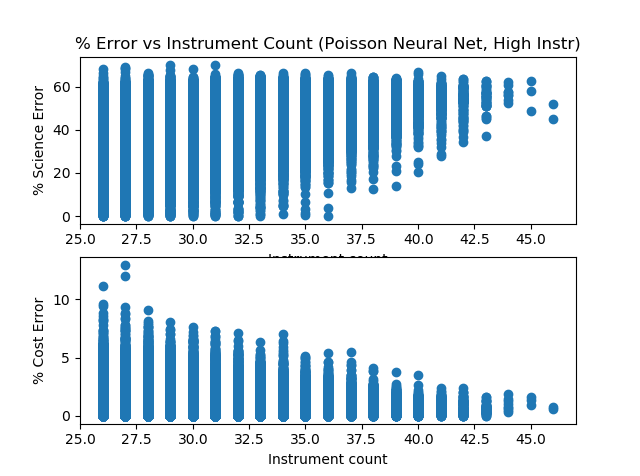 % Error vs Instrument Count (Poisson Neural Net, High Instr)
% Science Error
60
40
20
0
25.0 27.5 30.0 32.5 35.0 37.5 40.0 42.5 45.0
Instrument count
% Cost Error
10
5
0
25.0 27.5 30.0 32.5 35.0 37.5 40.0 42.5 45.0
Instrument count